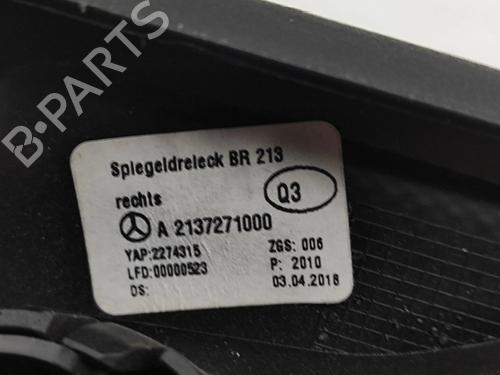 B-PARTS
Spiegeldreieck BR 213
rechts
Q3
A 2137271000
YAP:2274315
ZGS: 006
LFD:00000523
P: 2010
DS:
03.04.2018